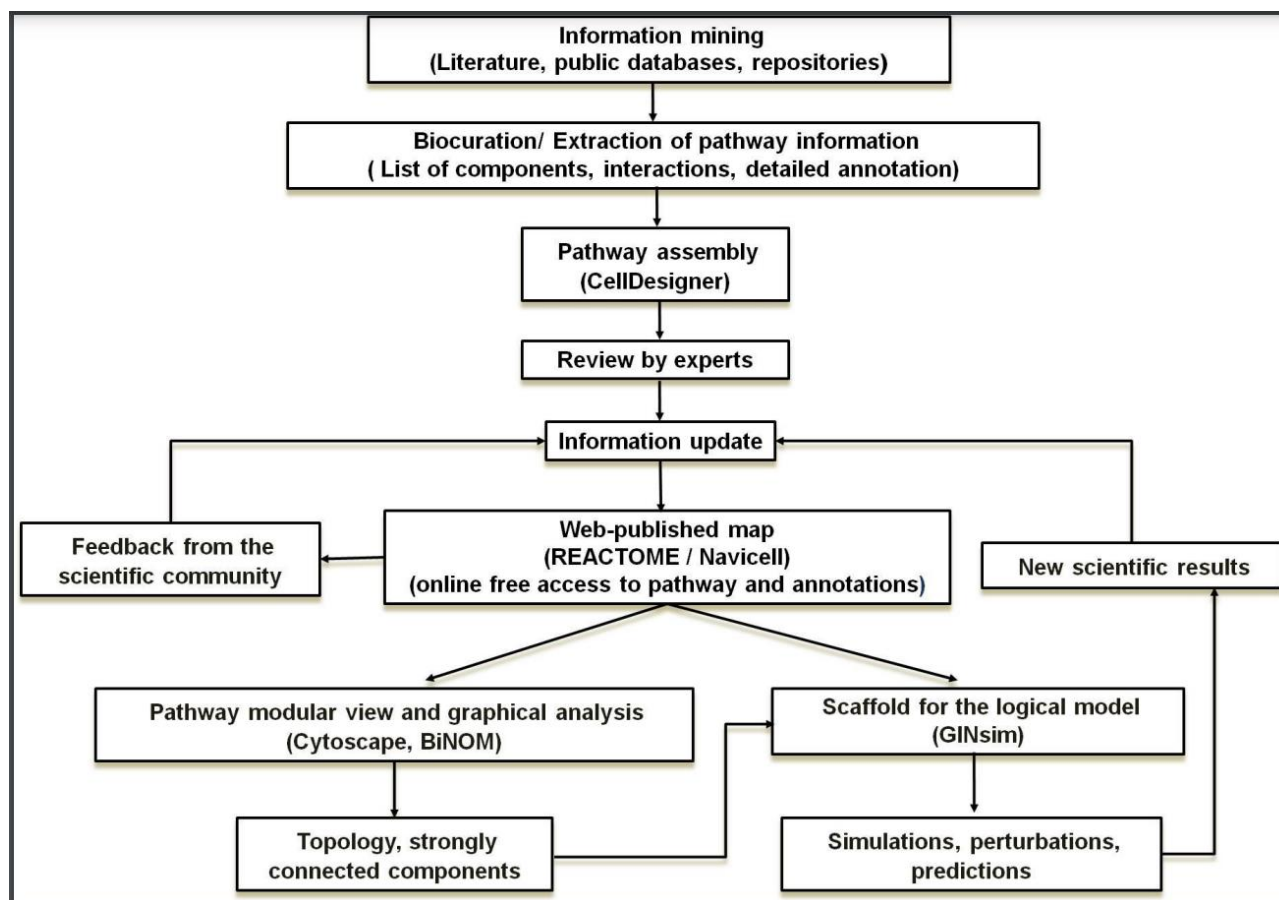 Information mining
(Literature, public databases, repositories)
Biocuration/ Extraction of pathway information
( List of components, interactions, detailed annotation)
Pathway assembly
(CellDesigner)
Review by experts
Information update
Feedback from the
scientific community
Web-published map
(REACTOME / Navicell)
(online free access to pathway and annotations)
New scientific results
Pathway modular view and graphical analysis
(Cytoscape, BiNOM)
Scaffold for the logical model
(GINsim)
Topology, strongly
connected components
Simulations, perturbations,
predictions